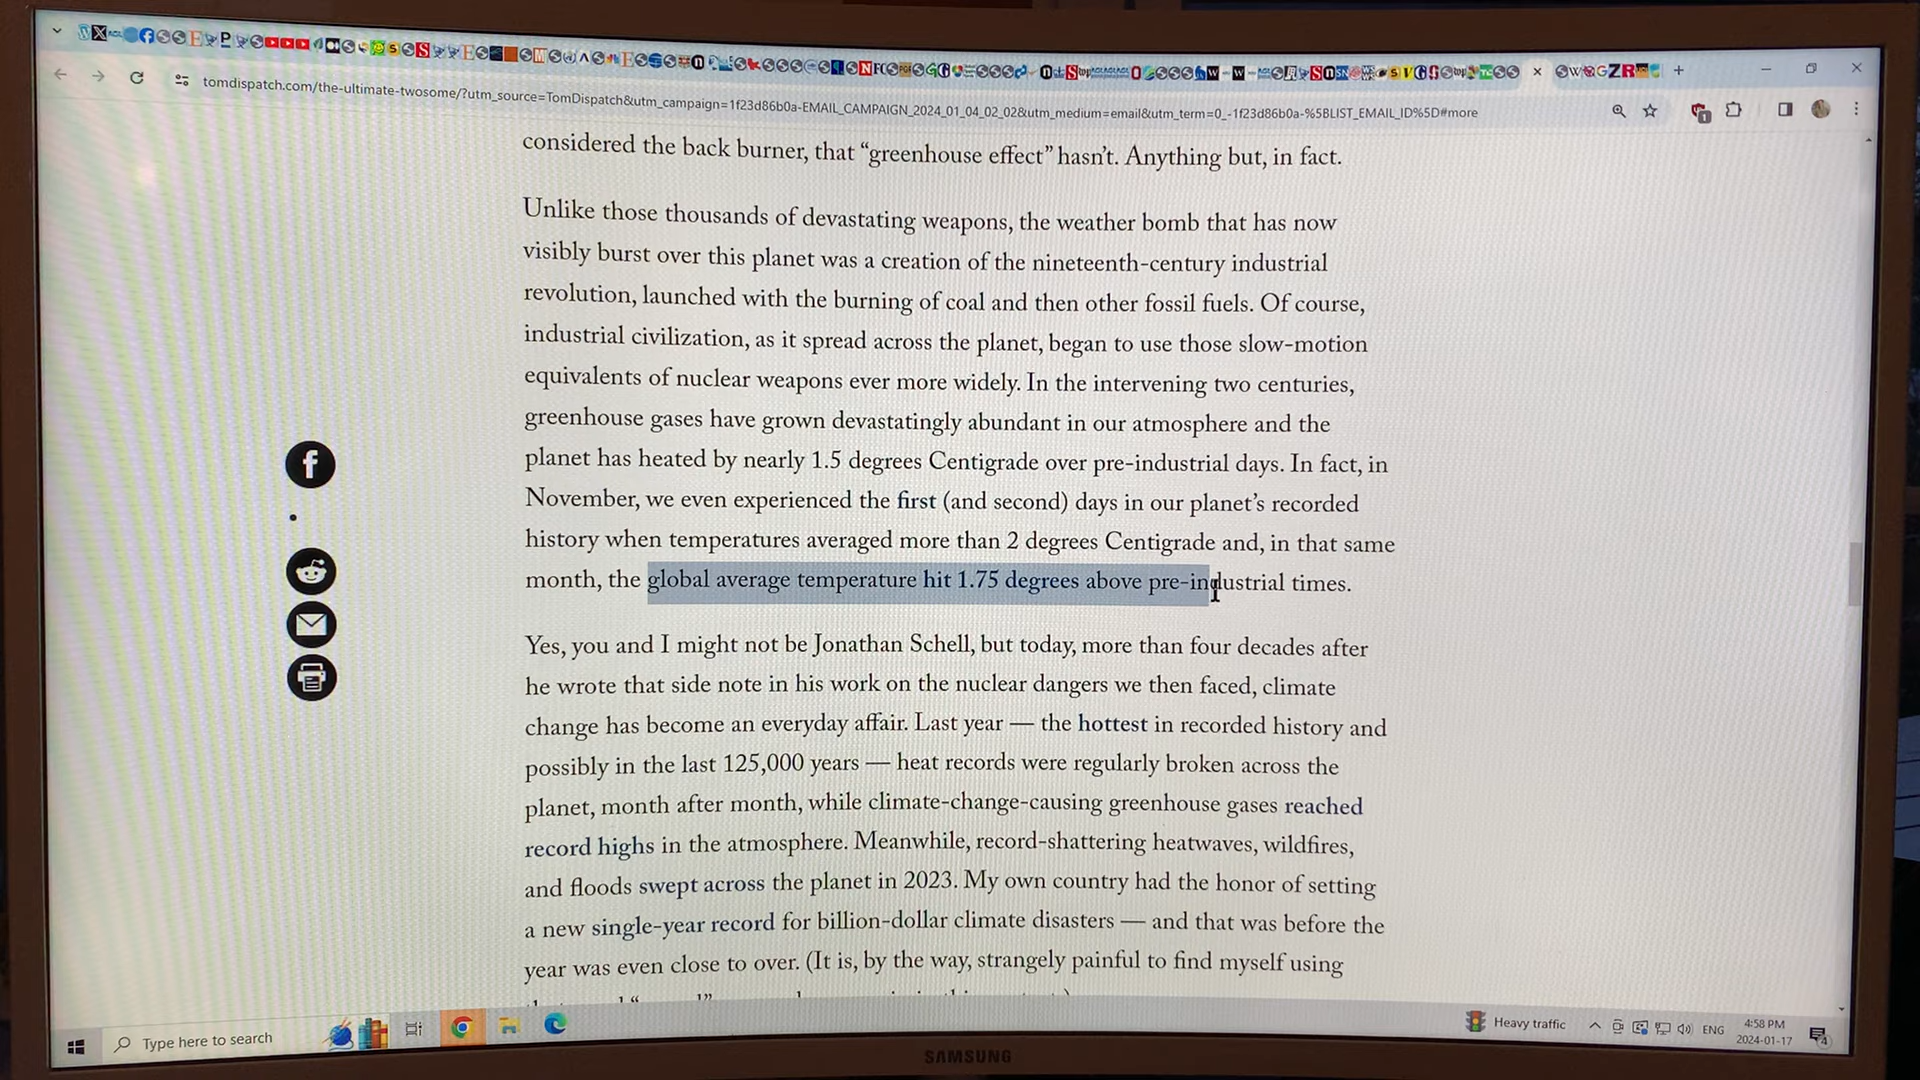 tomdispatch.com/the-ultimate-twosome/?utm_source=TomDispatch&utm_campaign=1f23d86b0a-EMAIL_CAMPAIGN_2024_01_04_02_02&utm_medium=email&utm_term=0_-1f23d86b0a-%5BLIST_EMAIL_ID%5D#more
considered the back burner, that “greenhouse effect” hasn’t. Anything but, in fact.
Unlike those thousands of devastating weapons, the weather bomb that has now
visibly burst over this planet was a creation of the nineteenth-century industrial
revolution, launched with the burning of coal and then other fossil fuels. Of course,
industrial civilization, as it spread across the planet, began to use those slow-motion
equivalents of nuclear weapons ever more widely. In the intervening two centuries,
greenhouse gases have grown devastatingly abundant in our atmosphere and the
planet has heated by nearly 1.5 degrees Centigrade over pre-industrial days. In fact, in
November, we even experienced the first (and second) days in our planet’s recorded
history when temperatures averaged more than 2 degrees Centigrade and, in that same
month, the global average temperature hit 1.75 degrees above pre-industrial times.
Yes, you and I might not be Jonathan Schell, but today, more than four decades after
he wrote that side note in his work on the nuclear dangers we then faced, climate
change has become an everyday affair. Last year — the hottest in recorded history and
possibly in the last 125,000 years — heat records were regularly broken across the
planet, month after month, while climate-change-causing greenhouse gases reached
record highs in the atmosphere. Meanwhile, record-shattering heatwaves, wildfires,
and floods swept across the planet in 2023. My own country had the honor of setting
a new single-year record for billion-dollar climate disasters — and that was before the
year was even close to over. (It is, by the way, strangely painful to find myself using
Type here to search
Heavy traffic
ENG
4:58 PM
2024-01-17
4
SAMSUNG